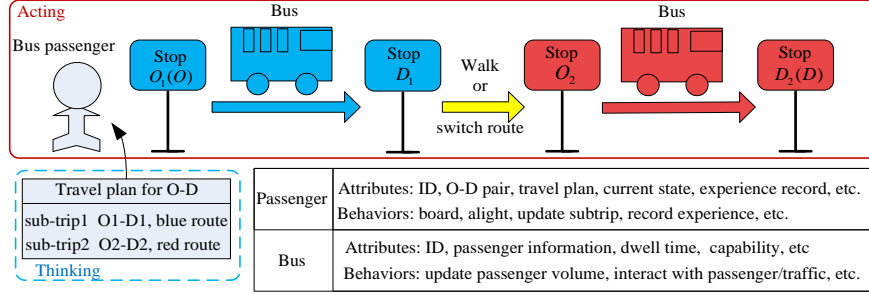 Acting
Bus passenger
Stop
O1(O)
Bus
Stop
D1
Walk
or
switch route
Stop
O2
Bus
Stop
D2(D)
Travel plan for O-D
sub-trip1 O1-D1, blue route
sub-trip2 O2-D2, red route
Thinking
Passenger
Attributes: ID, O-D pair, travel plan, current state, experience record, etc.
Behaviors: board, alight, update subtrip, record experience, etc.
Bus
Attributes: ID, passenger information, dwell time, capability, etc
Behaviors: update passenger volume, interact with passenger/traffic, etc.